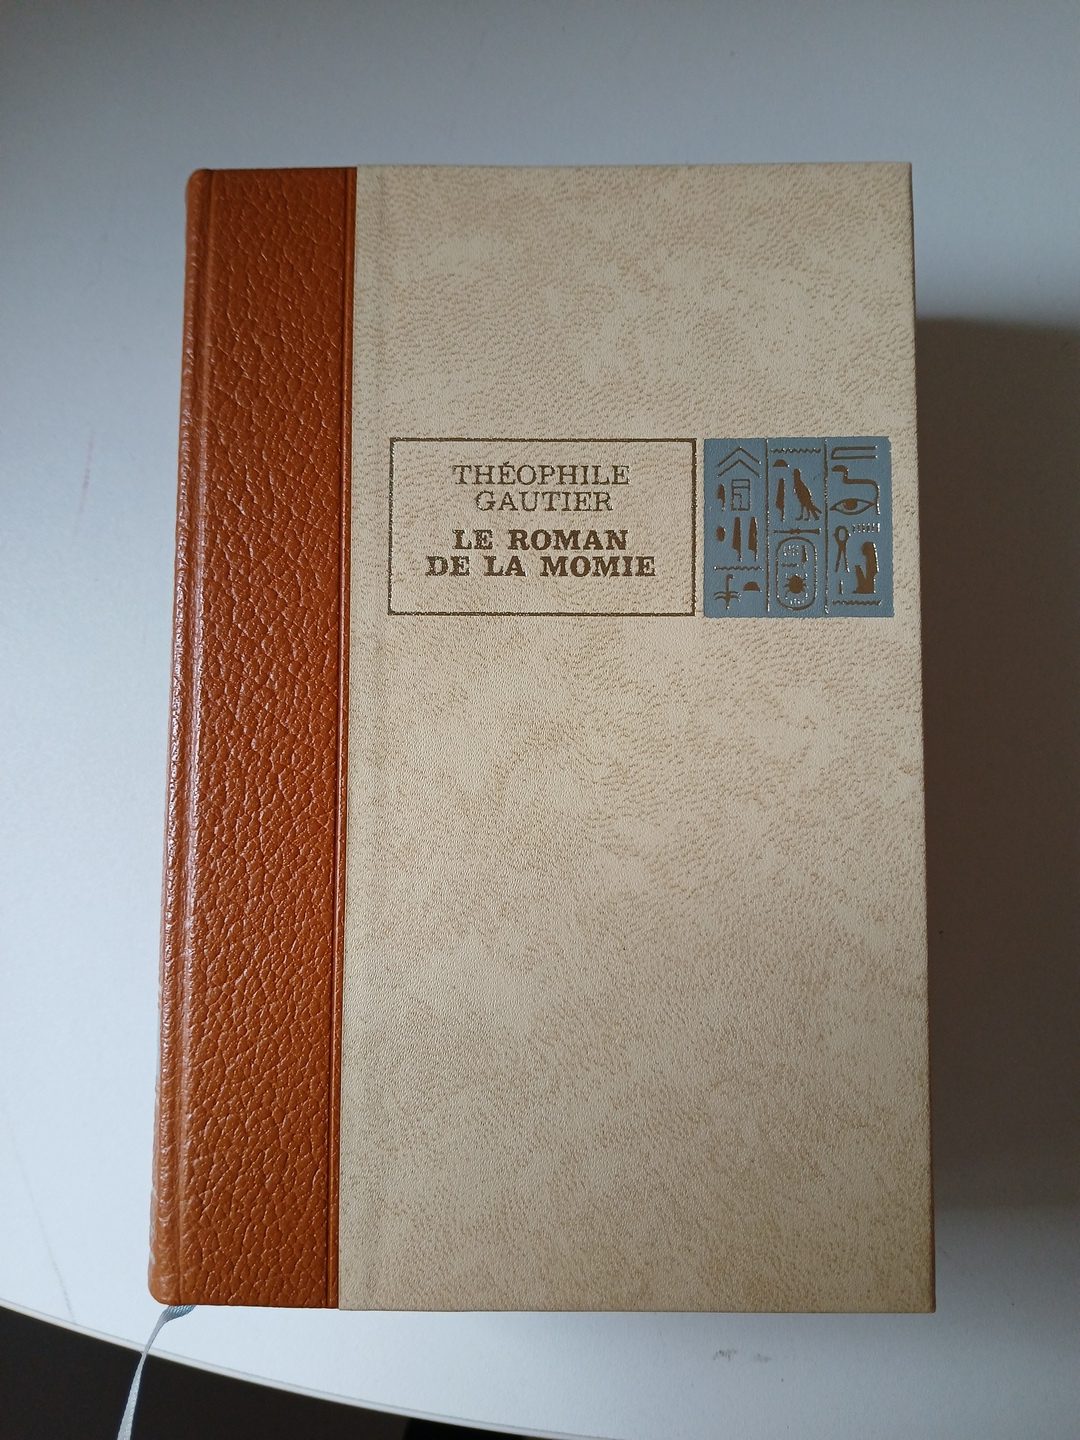 THÉOPHILE
GAUTIER
LE ROMAN
DE LA MOMIE